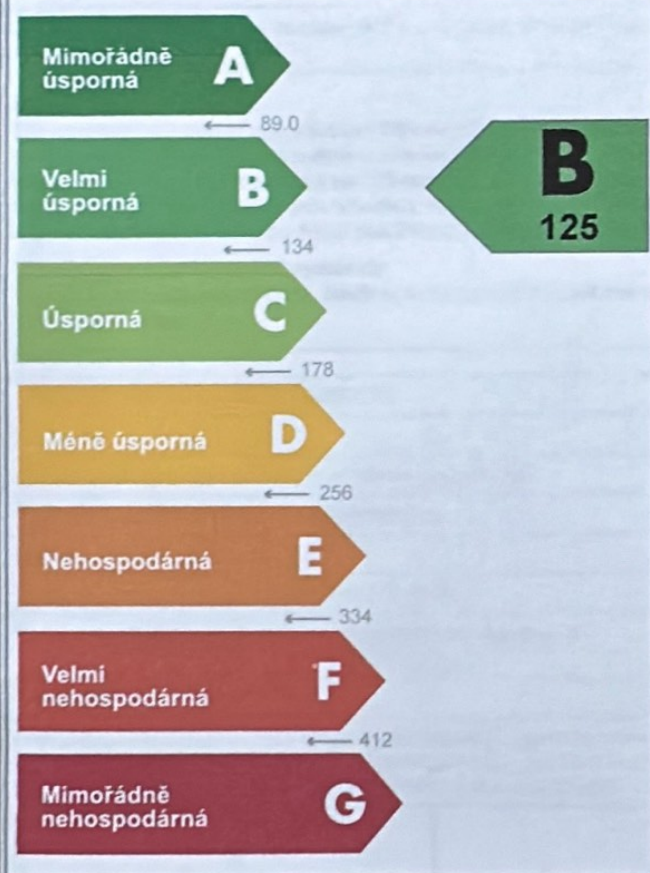 Mimořádně
úsporná
A
89.0
Velmi
úsporná
B
B
125
134
Úsporná
C
178
Méně úsporná
D
256
Nehospodárná
E
334
Velmi
nehospodárná
F
412
Mimořádně
nehospodárná
G